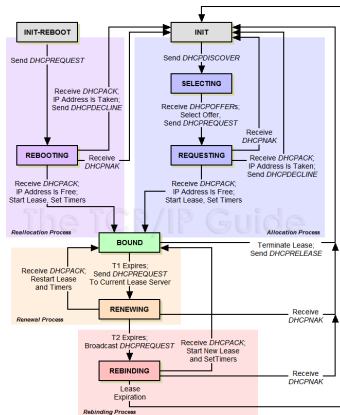 INIT-REBOOT
INIT
Send DHCPREQUEST
Receive DHCPACK,
IP Address Is Taken;
Send DHCPDECLINE
Send DHCPDISCOVER
SELECTING
Receive DHCPOFFERs,
Select Offer,
Send DHCPREQUEST
Receive
DHCPNAK
REBOOTING
Receive
DHCPNAK
REQUESTING
Receive DHCPACK,
IP Address Is Taken;
Send DHCPDECLINE
Receive DHCPACK;
IP Address Is Free;
Start Lease, Set Timers
Receive DHCPACK;
IP Address Is Free;
Start Lease, Set Timers
Reallocation Process
Allocation Process
The TCP/IP Guide
BOUND
Terminate Lease;
Send DHCPRELEASE
Receive DHCPACK;
Restart Lease
and Timers
T1 Expires;
Send DHCPREQUEST
To Current Lease Server
RENEWING
Receive
DHCPNAK
Renewal Process
T2 Expires;
Broadcast DHCPREQUEST
Receive DHCPACK;
Start New Lease
and SetTimers
REBINDING
Receive
DHCPNAK
Lease
Expiration
Rebinding Process